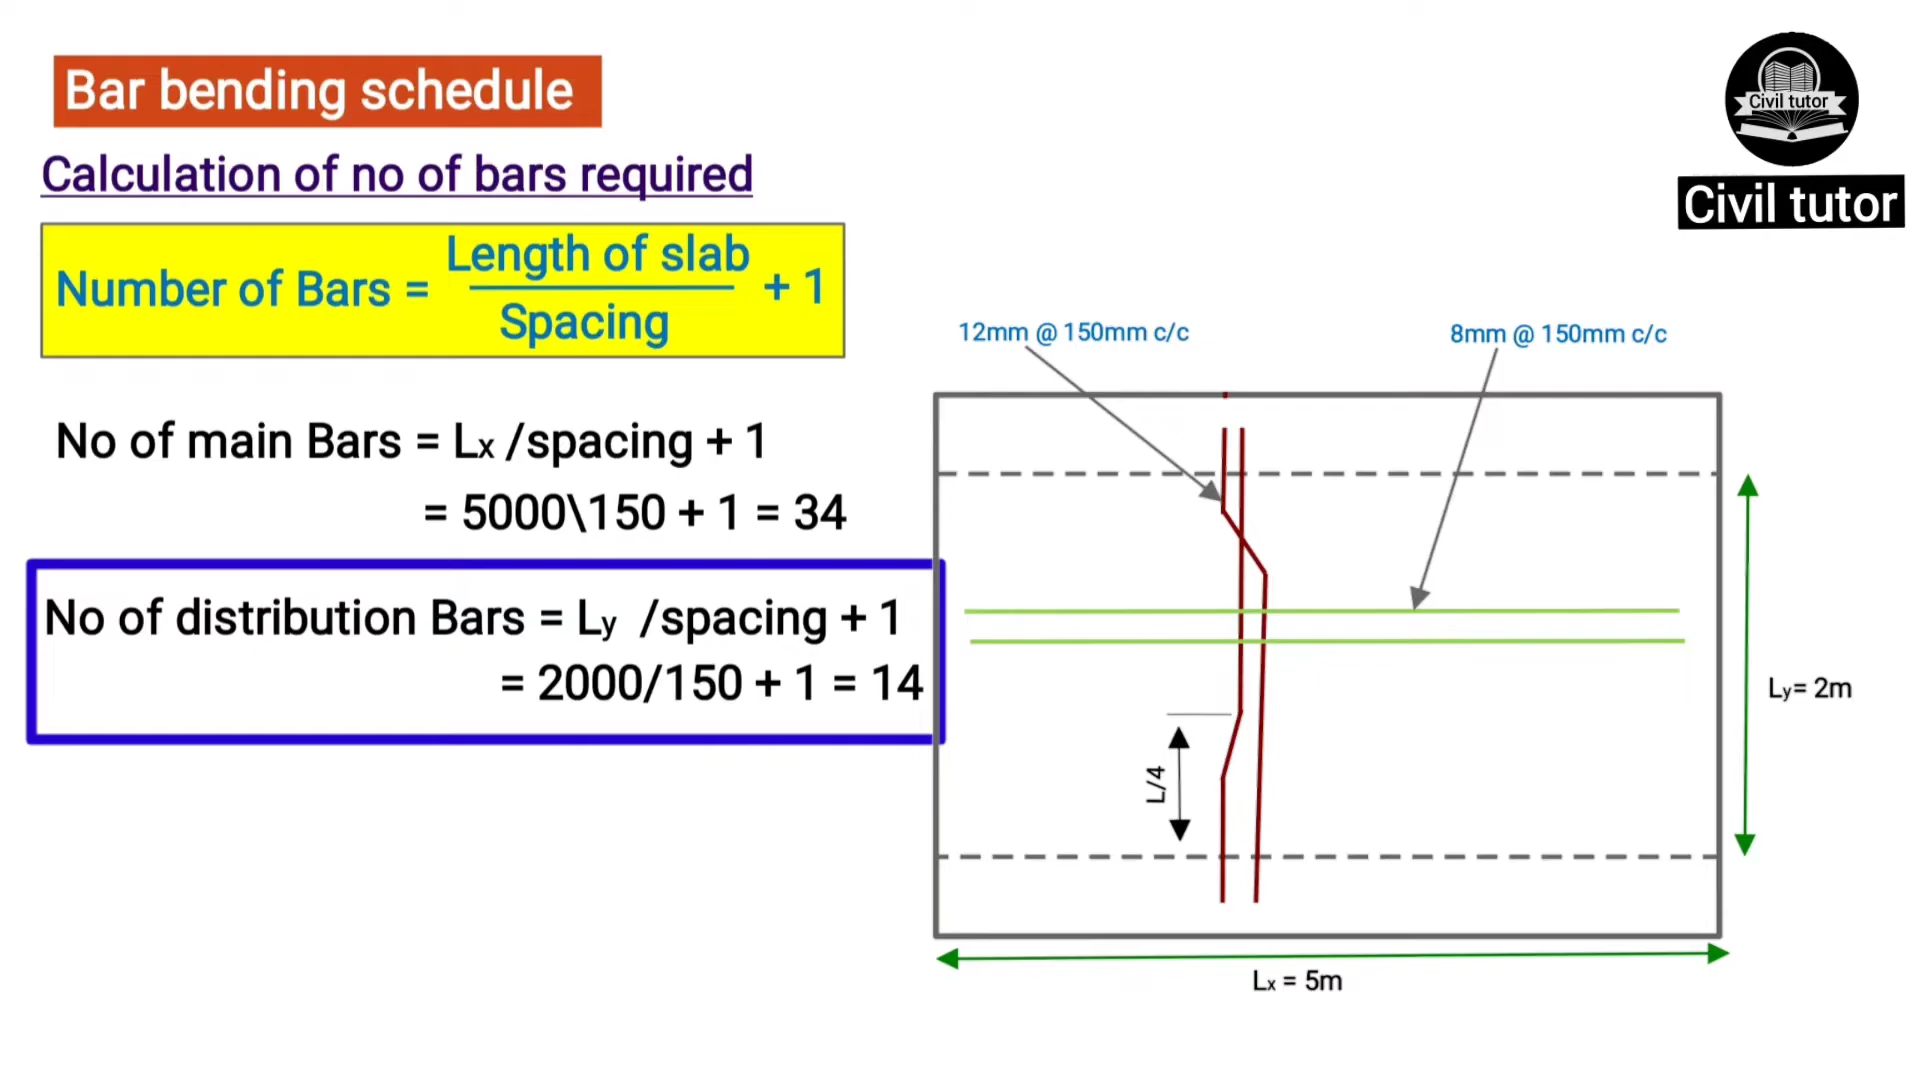 Bar bending schedule
Civil tutor
Civil tutor
Calculation of no of bars required
Number of Bars = Length of slab / Spacing + 1
No of main Bars = Lx /spacing + 1
= 5000\150 + 1 = 34
No of distribution Bars = Ly /spacing + 1
= 2000/150 + 1 = 14
12mm @ 150mm c/c
8mm @ 150mm c/c
L/4
Ly= 2m
Lx = 5m